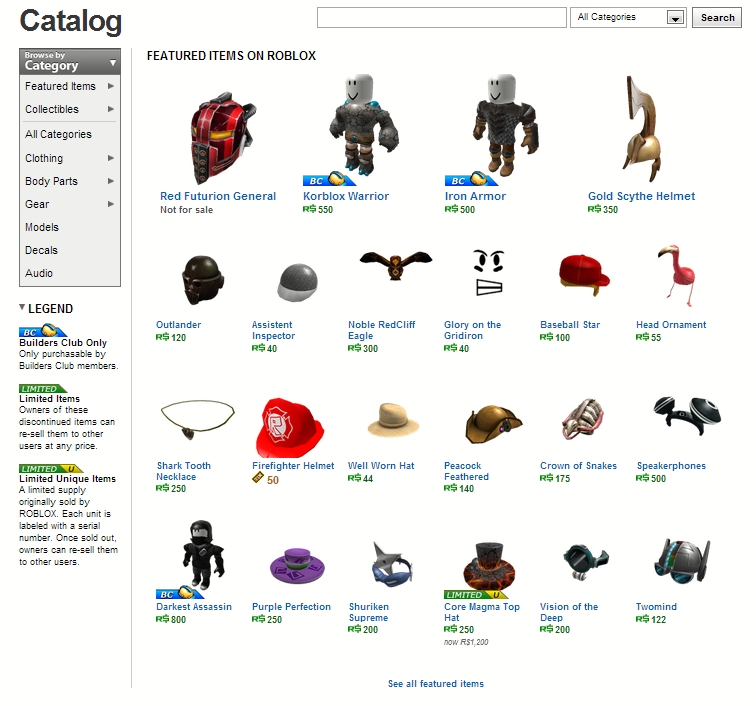 Catalog
All Categories
Search
Browse by
Category
Featured Items
Collectibles
All Categories
Clothing
Body Parts
Gear
Models
Decals
Audio
LEGEND
BC
Builders Club Only
Only purchasable by
Builders Club members.
LIMITED
Limited Items
Owners of these
discontinued items can
re-sell them to other
users at any price.
LIMITED U
Limited Unique Items
A limited supply
originally sold by
ROBLOX. Each unit is
labeled with a serial
number. Once sold out,
owners can re-sell them
to other users.
FEATURED ITEMS ON ROBLOX
Red Futurion General
Not for sale
BC
Korblox Warrior
R$ 550
BC
Iron Armor
R$ 500
Gold Scythe Helmet
R$ 350
Outlander
R$ 120
Assistent
Inspector
R$ 40
Noble RedCliff
Eagle
R$ 300
Glory on the
Gridiron
R$ 40
Baseball Star
R$ 100
Head Ornament
R$ 55
Shark Tooth
Necklace
R$ 250
Firefighter Helmet
50
Well Worn Hat
R$ 44
Peacock
Feathered
R$ 140
Crown of Snakes
R$ 175
Speakerphones
R$ 500
BC
Darkest Assassin
R$ 800
Purple Perfection
R$ 250
Shuriken
Supreme
R$ 200
LIMITED U
Core Magma Top
Hat
R$ 250
now R$1,200
Vision of the
Deep
R$ 200
Twomind
R$ 122
See all featured items